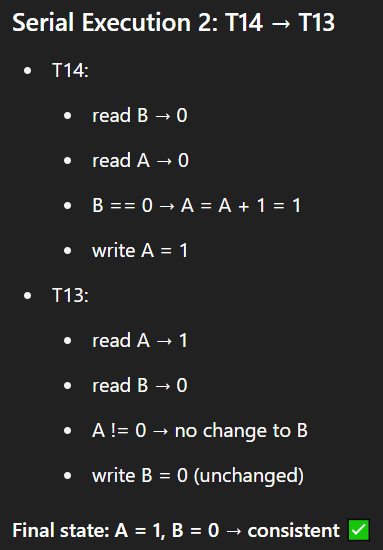 Serial Execution 2: T14 → T13
• T14:
• read B → 0
• read A → 0
• B == 0 → A = A + 1 = 1
• write A = 1
• T13:
• read A → 1
• read B → 0
• A != 0 → no change to B
• write B = 0 (unchanged)
Final state: A = 1, B = 0 → consistent ✅